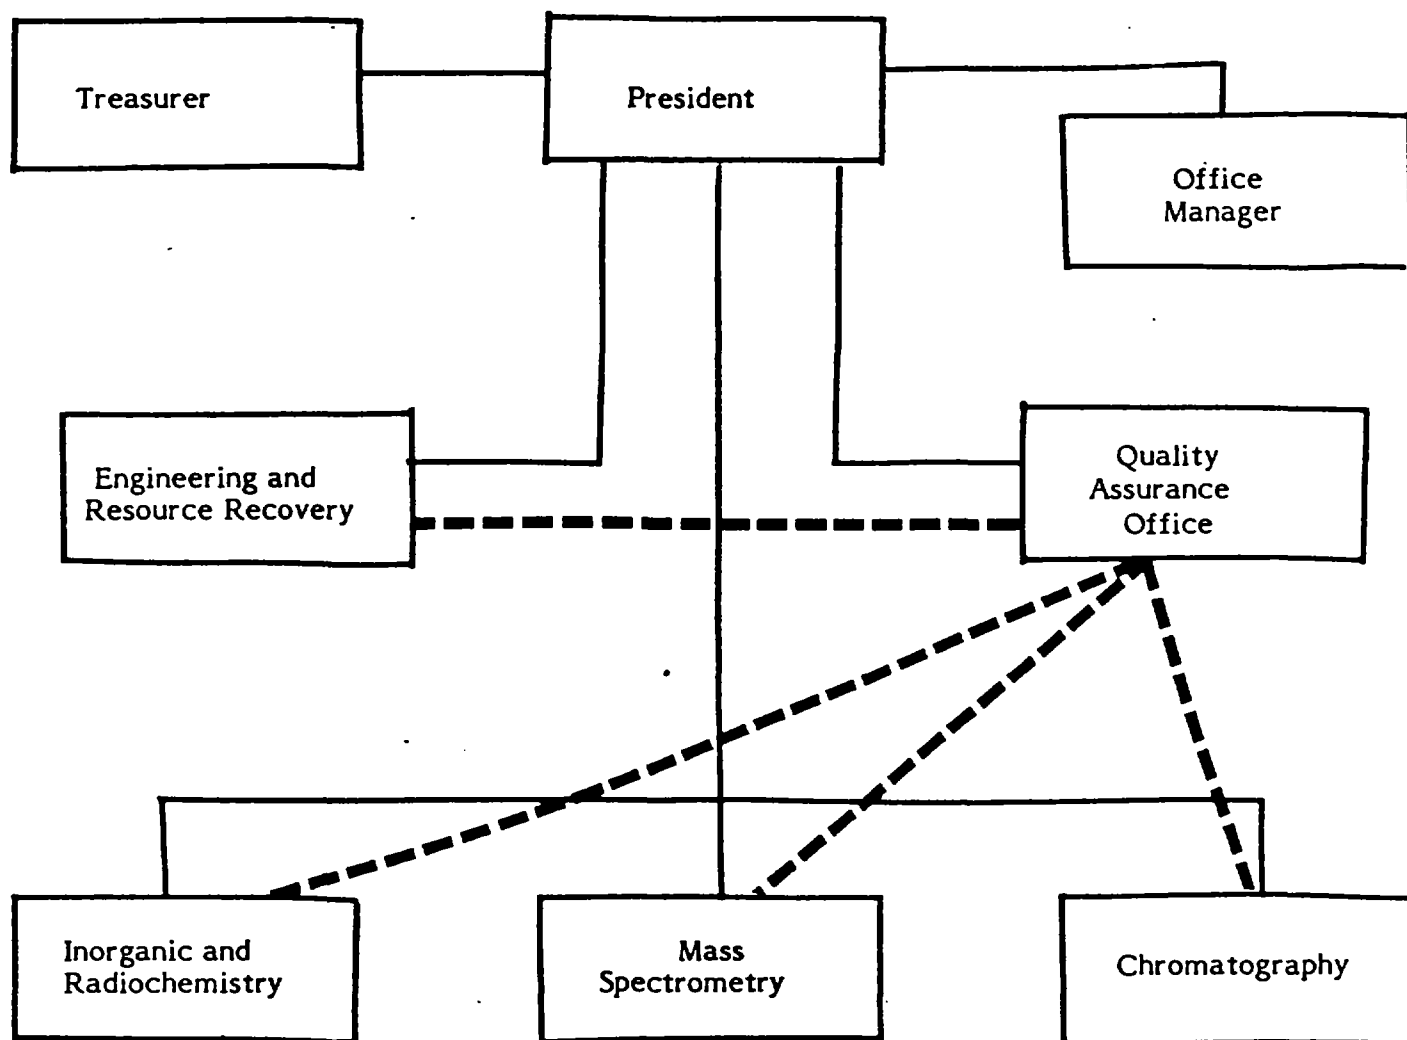 Treasurer
President
Office
Manager
Engineering and
Resource Recovery
Quality
Assurance
Office
Inorganic and
Radiochemistry
Mass
Spectrometry
Chromatography